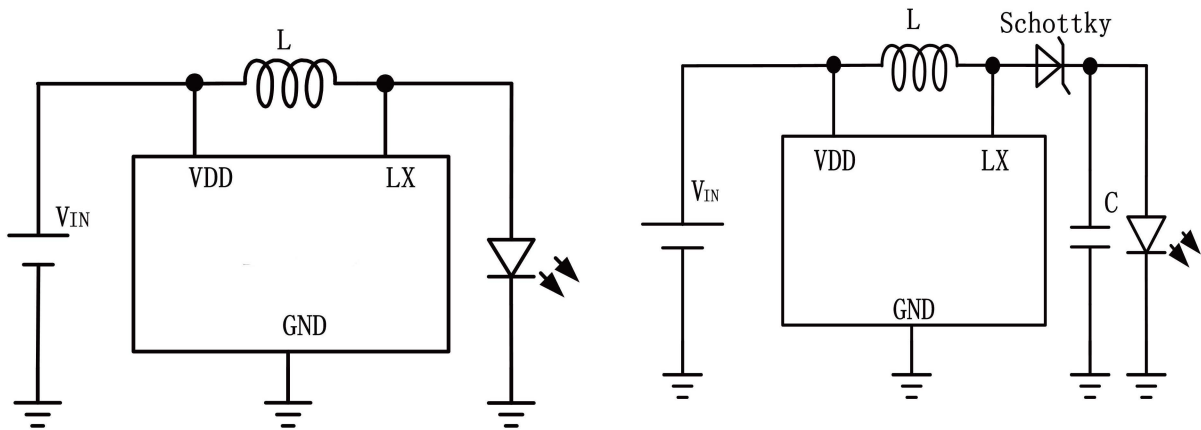 L
VDD
LX
VIN
GND
L
Schottky
VDD
LX
VIN
C
GND